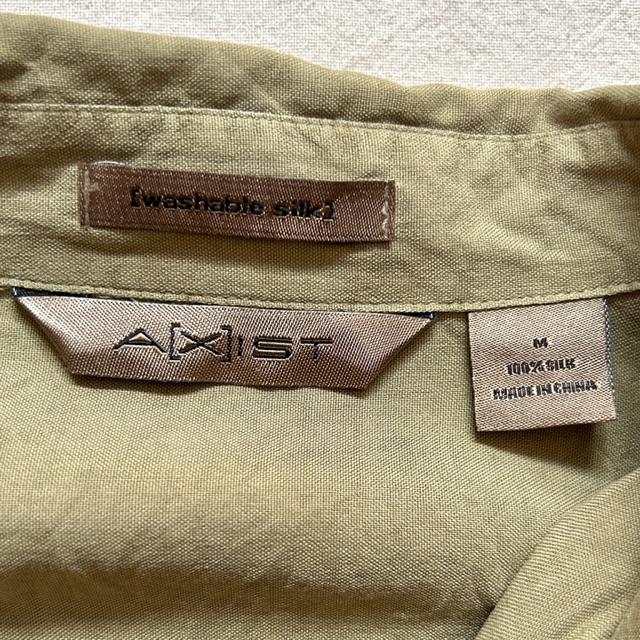 [washable silk]
A[X]IST
M
100% SILK
MADE IN CHINA